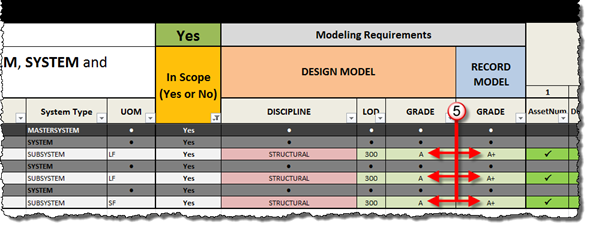 Yes
Modeling Requirements
M, SYSTEM and
In Scope
(Yes or No)
DESIGN MODEL
RECORD
MODEL
1
System Type UOM DISCIPLINE LOD GRADE 5 GRADE AssetNum
MASTERSYSTEM • Yes • • • •
SYSTEM • Yes • • • •
SUBSYSTEM LF Yes STRUCTURAL 300 A A+ ✓
SYSTEM • Yes • • • •
SUBSYSTEM LF Yes STRUCTURAL 300 A A+ ✓
SYSTEM • Yes • • • •
SUBSYSTEM SF Yes STRUCTURAL 300 A A+ ✓